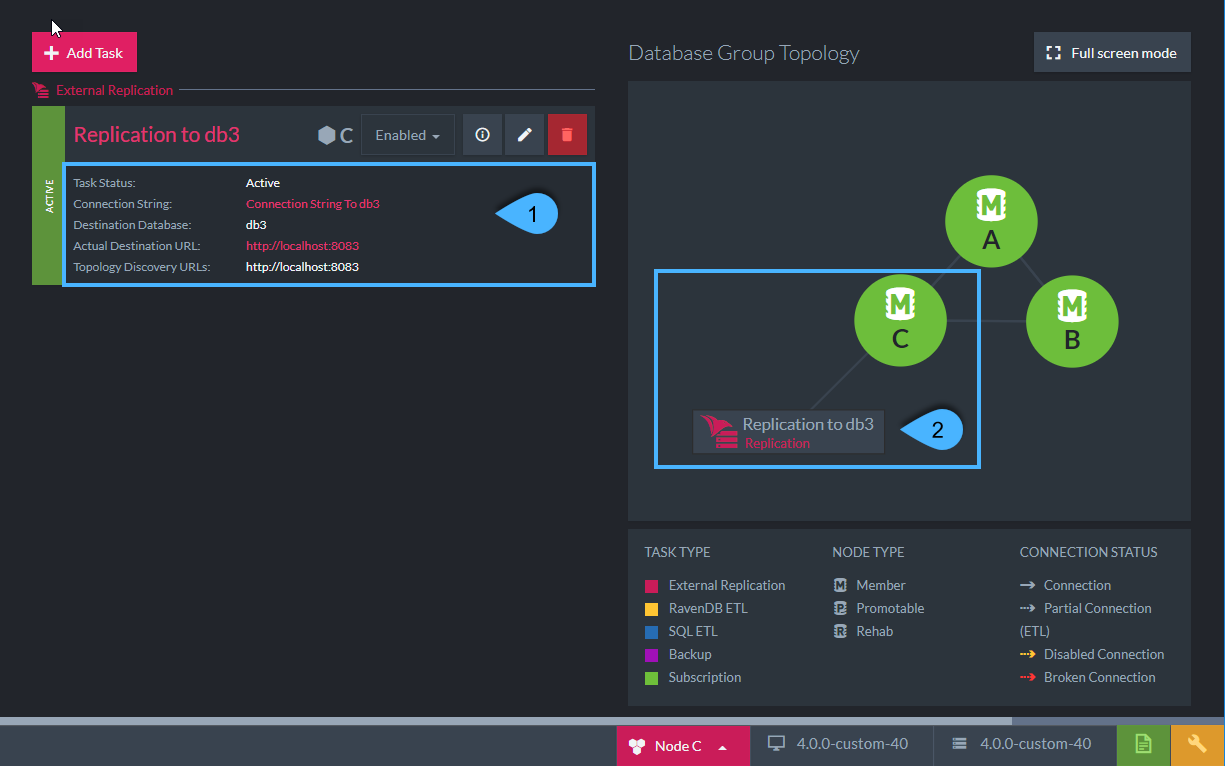 Add Task
External Replication
ACTIVE
Replication to db3
C
Enabled
Task Status: Active
Connection String: Connection String To db3
Destination Database: db3
Actual Destination URL: http://localhost:8083
Topology Discovery URLs: http://localhost:8083
1
Database Group Topology
Full screen mode
M
A
M
C
M
B
Replication to db3
Replication
2
TASK TYPE
External Replication
RavenDB ETL
SQL ETL
Backup
Subscription
NODE TYPE
M Member
P Promotable
R Rehab
CONNECTION STATUS
Connection
Partial Connection
(ETL)
Disabled Connection
Broken Connection
Node C
4.0.0-custom-40
4.0.0-custom-40